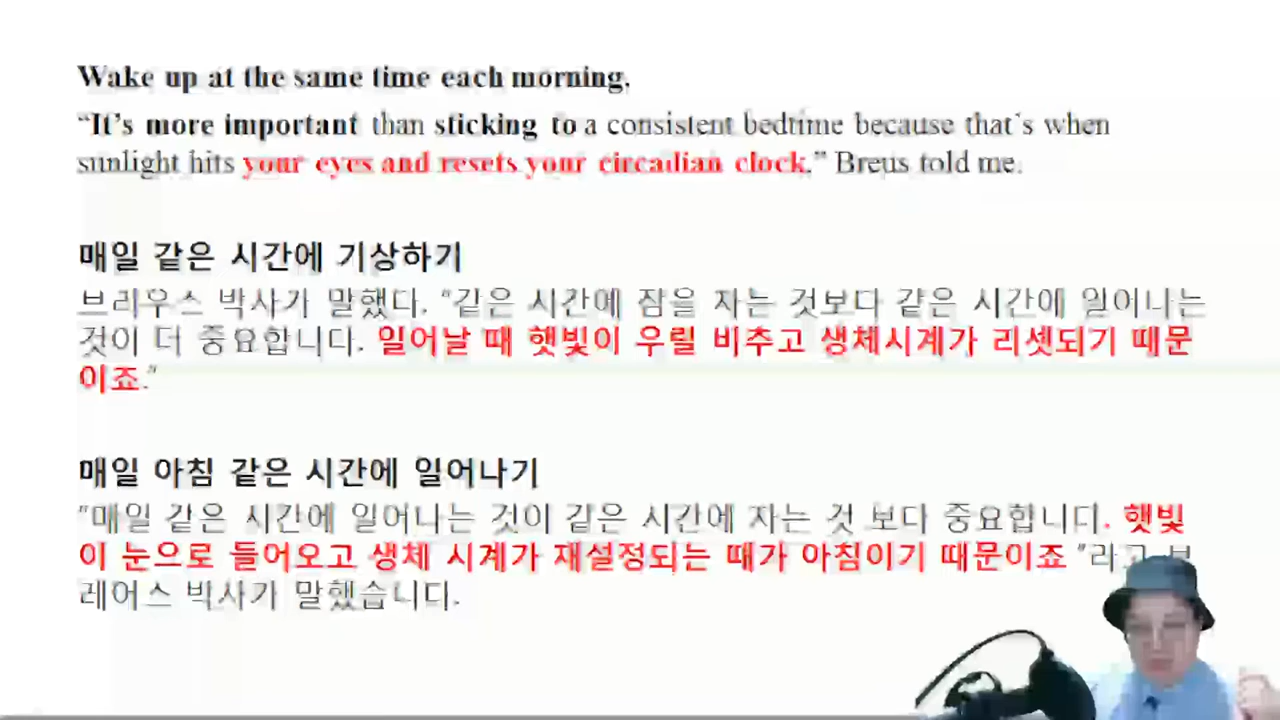 Wake up at the same time each morning.
“It’s more important than sticking to a consistent bedtime because that’s when
sunlight hits your eyes and resets your circadian clock,” Breus told me.
매일 같은 시간에 기상하기
브리우스 박사가 말했다. “같은 시간에 잠을 자는 것보다 같은 시간에 일어나는
것이 더 중요합니다. 일어날 때 햇빛이 우릴 비추고 생체시계가 리셋되기 때문
이죠.”
매일 아침 같은 시간에 일어나기
“매일 같은 시간에 일어나는 것이 같은 시간에 자는 것 보다 중요합니다. 햇빛
이 눈으로 들어오고 생체 시계가 재설정되는 때가 아침이기 때문이죠 ”라고 브
레어스 박사가 말했습니다.